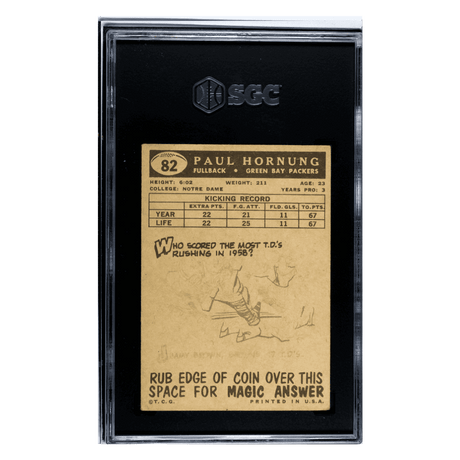 SGC
82
PAUL HORNUNG
FULLBACK • GREEN BAY PACKERS
HEIGHT: 6:02 WEIGHT: 211 AGE: 23
COLLEGE: NOTRE DAME YEARS PRO: 3
KICKING RECORD
EXTRA PTS. F.G. ATT. FLD. GLS. TO.PTS.
YEAR 22 21 11 67
LIFE 22 25 11 67
WHO SCORED THE MOST T.D.'S
RUSHING IN 1958?
T.D.'S
RUB EDGE OF COIN OVER THIS
SPACE FOR MAGIC ANSWER
©T.C.G. PRINTED IN U.S.A.